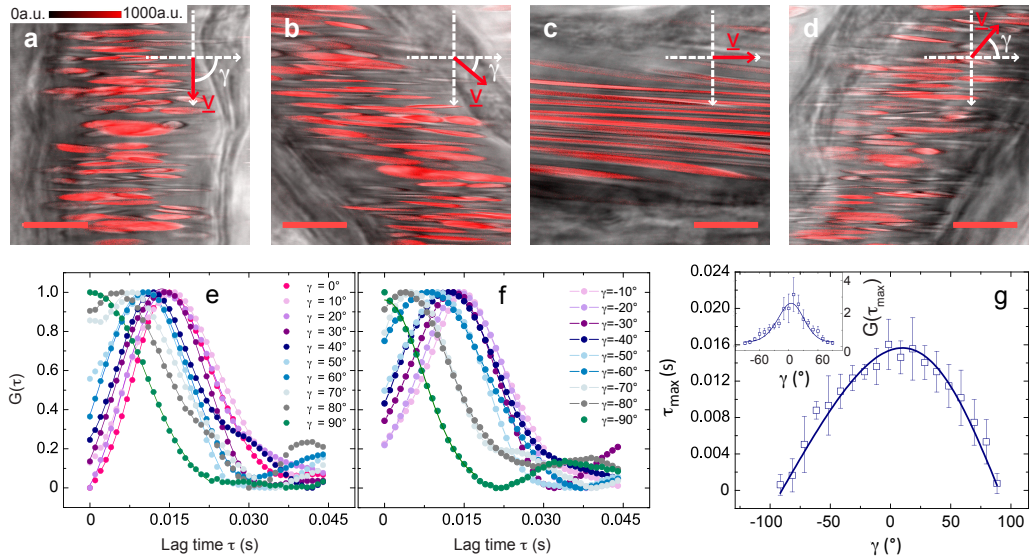 0a.u. 1000a.u.
a
γ
v
b
γ
v
c
v
d
v
γ
e
1.0
0.8
0.6
0.4
0.2
0
G(τ)
0 0.015 0.030 0.045
Lag time τ (s)
γ = 0°
γ = 10°
γ = 20°
γ = 30°
γ = 40°
γ = 50°
γ = 60°
γ = 70°
γ = 80°
γ = 90°
f
0 0.015 0.030 0.045
Lag time τ (s)
γ=-10°
γ=-20°
γ=-30°
γ=-40°
γ=-50°
γ=-60°
γ=-70°
γ=-80°
γ=-90°
g
0.024
0.020
0.016
0.012
0.008
0.004
0.000
τmax(s)
-100 -50 0 50 100
γ (°)
4
2
0
G(τmax)
-60 0 60
γ (°)